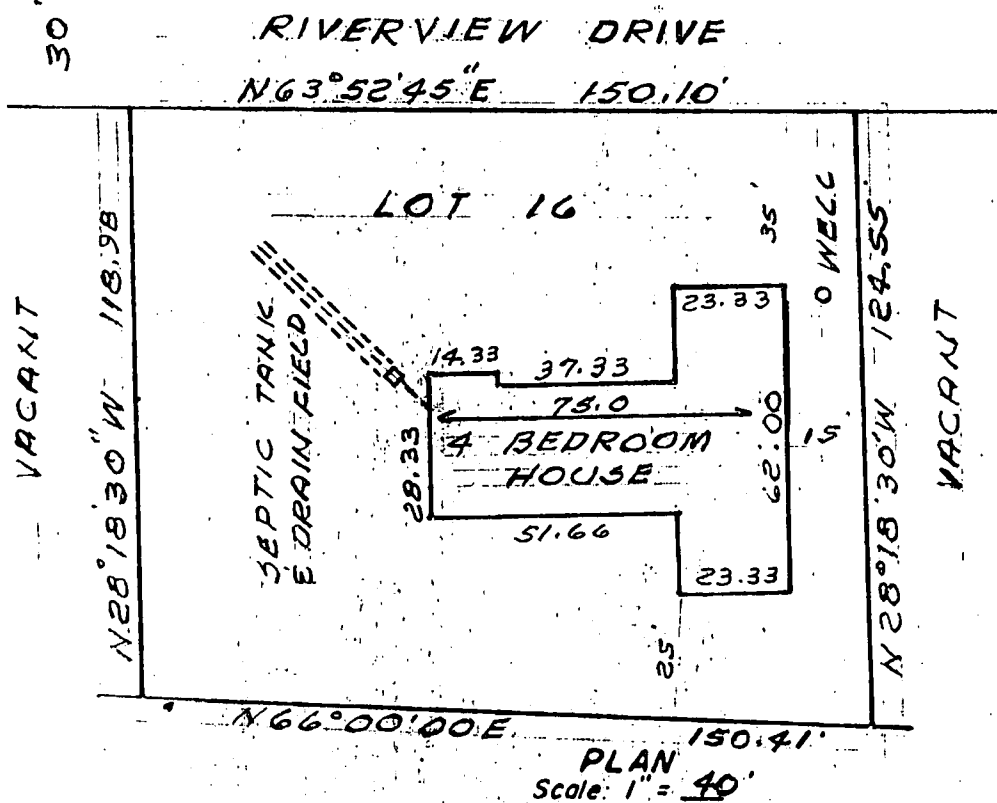 30
RIVERVIEW DRIVE
N63°52'45"E 150.10'
VACANT
N28°18'30"W 118.98
LOT 16
35'
O WELL
N28°18'30"W 124.55
VACANT
SEPTIC TANK
& DRAIN FIELD
14.33
37.33
23.33
75.0
4 BEDROOM
HOUSE
28.33
62.00
15
51.66
23.33
25
N66°00'00E 150.41'
PLAN
Scale: 1" = 40'